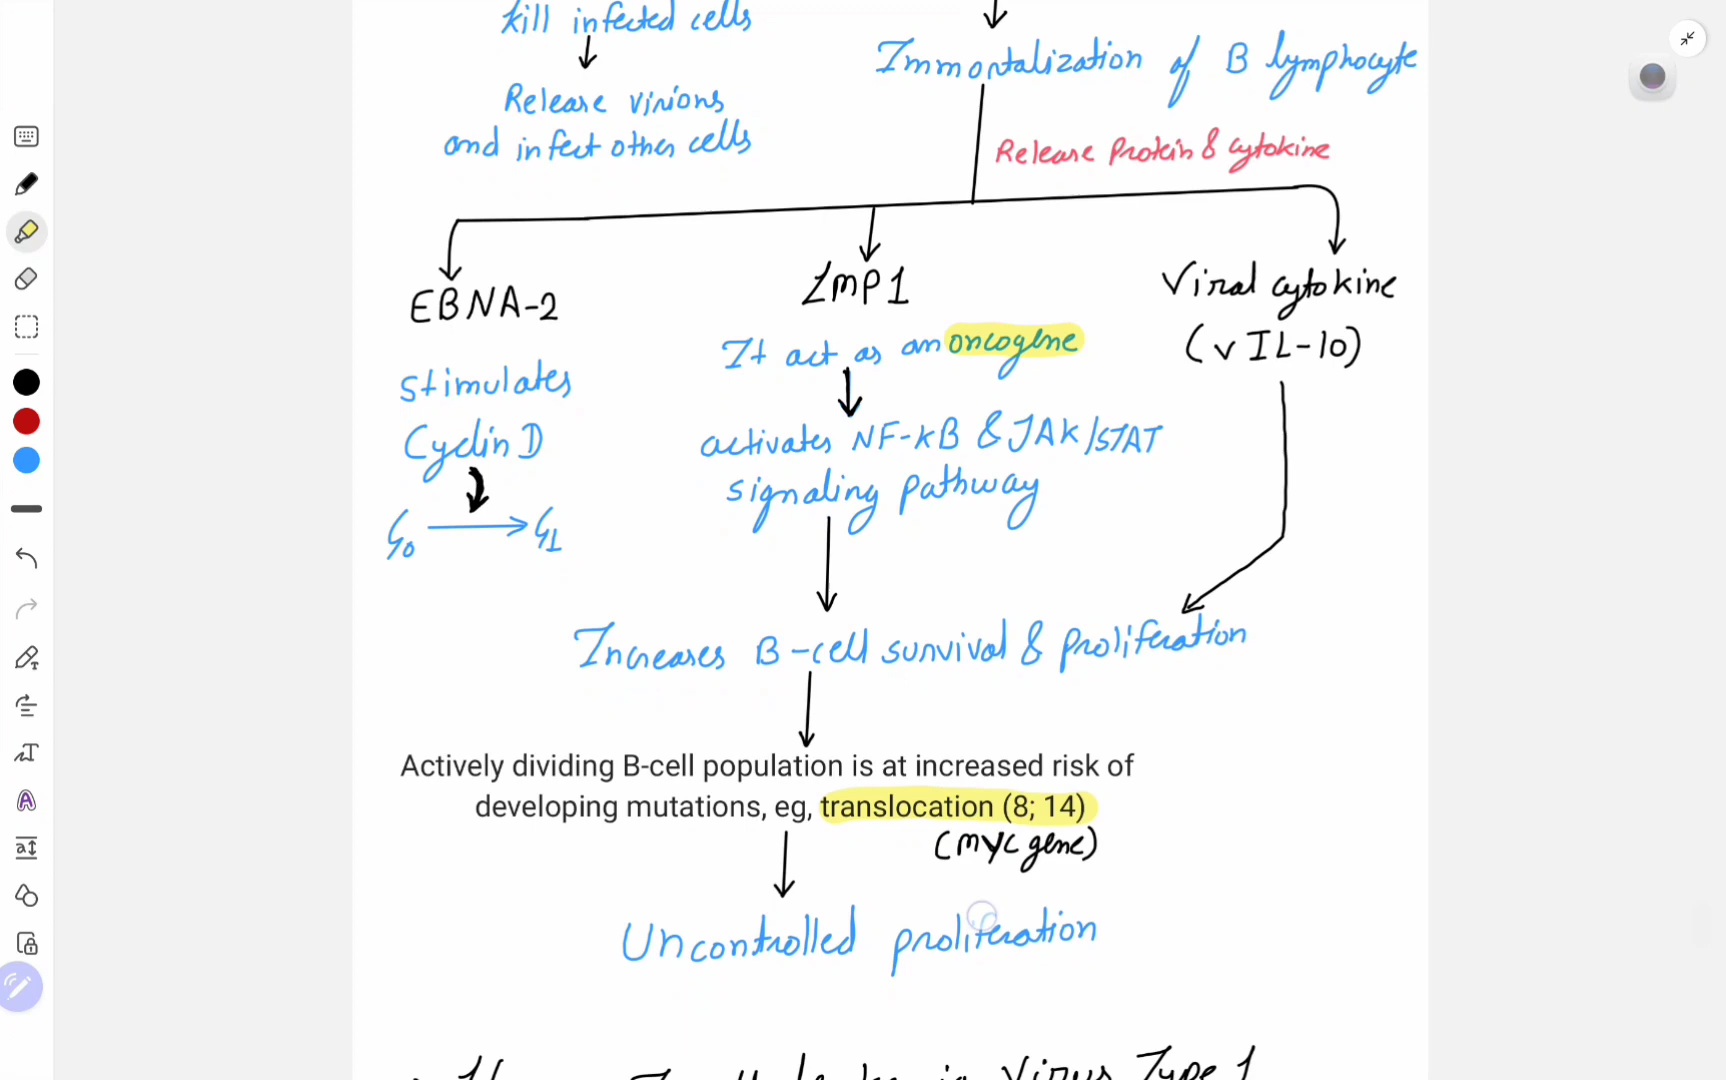 kill infected cells
Release virions
and infect other cells
Immortalization of B lymphocyte
Release Protein & cytokine
EBNA-2
stimulates
Cyclin D
G0 → G1
LMP1
It act as an oncogene
activates NF-kB & JAK/STAT
signaling pathway
Viral cytokine
(vIL-10)
Increases B-cell survival & proliferation
Actively dividing B-cell population is at increased risk of
developing mutations, eg, translocation (8; 14)
(MYC gene)
Uncontrolled proliferation
Virus Type 1